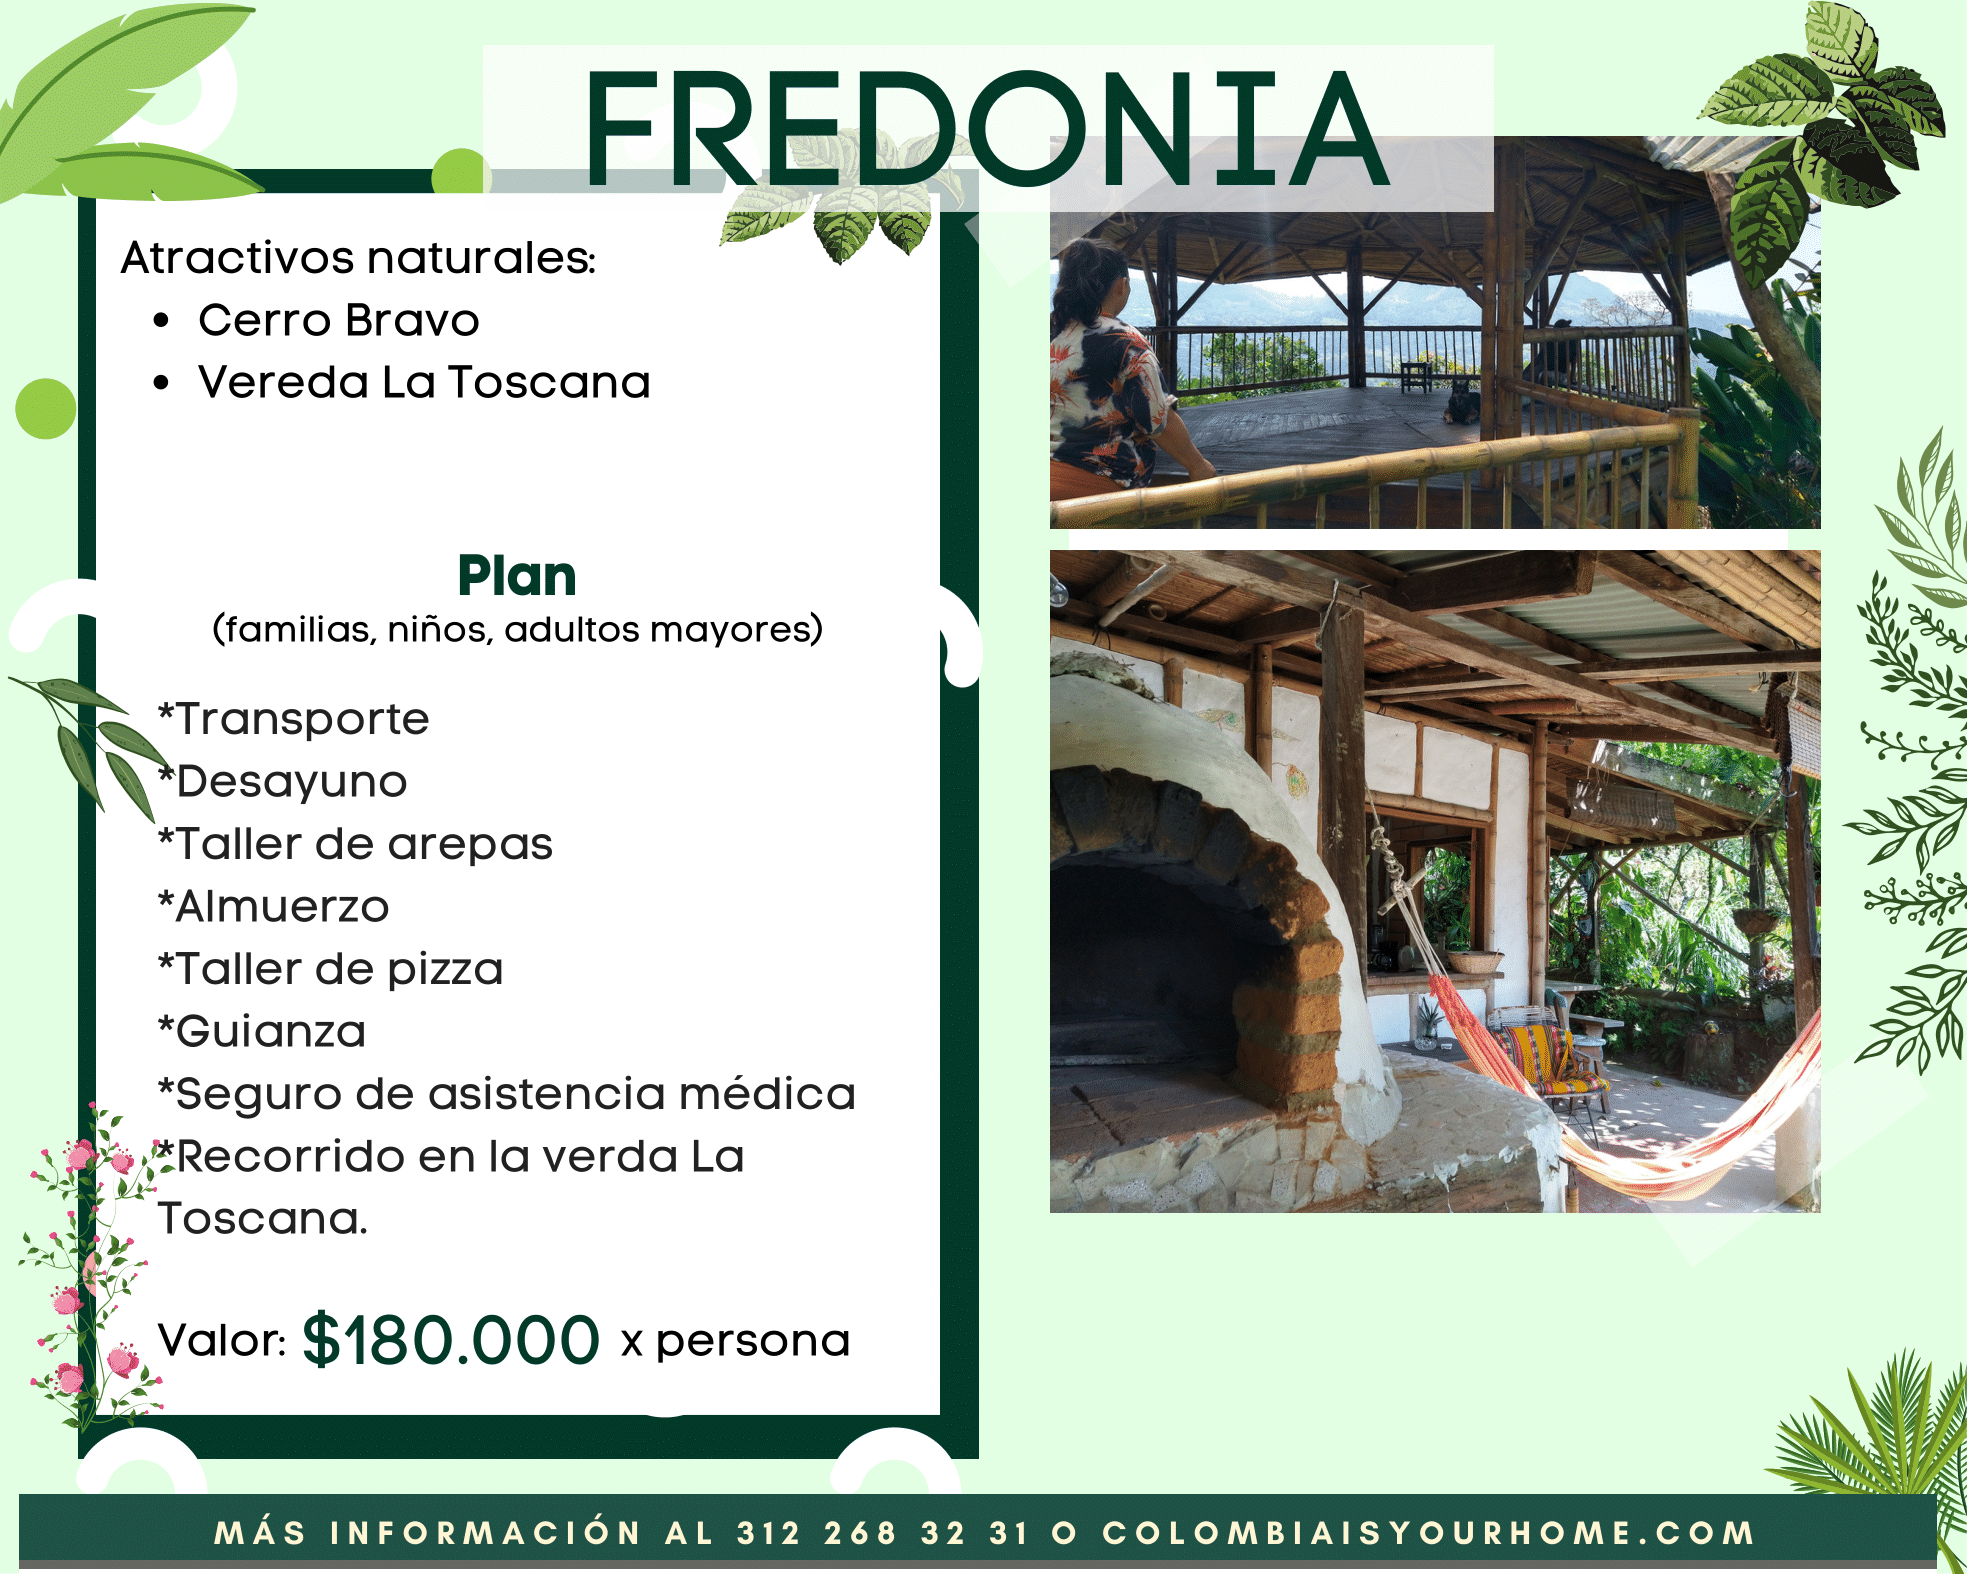 FREDONIA
Atractivos naturales:
• Cerro Bravo
• Vereda La Toscana
Plan
(familias, niños, adultos mayores)
*Transporte
*Desayuno
*Taller de arepas
*Almuerzo
*Taller de pizza
*Guianza
*Seguro de asistencia médica
*Recorrido en la verda La
Toscana.
Valor: $180.000 x persona
MÁS INFORMACIÓN AL 312 268 32 31 O COLOMBIAISYOURHOME.COM